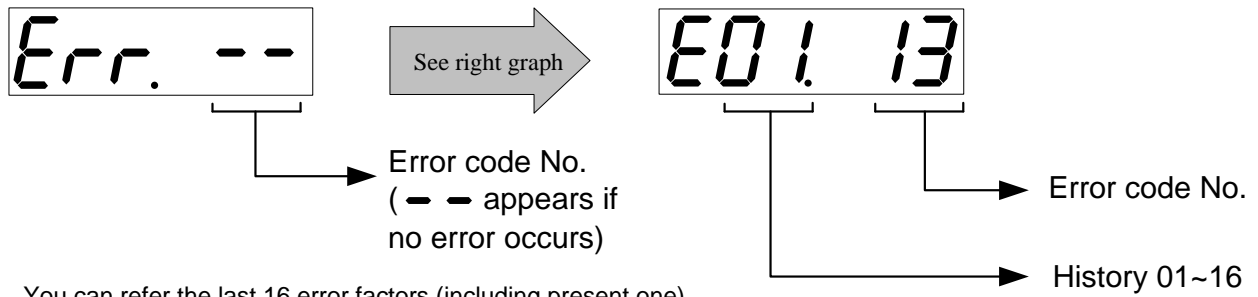 Err. --
See right graph
E01. 13
Error code No.
( -- appears if
no error occurs)
Error code No.
History 01~16
You can refer the last 16 error factors (including present one)